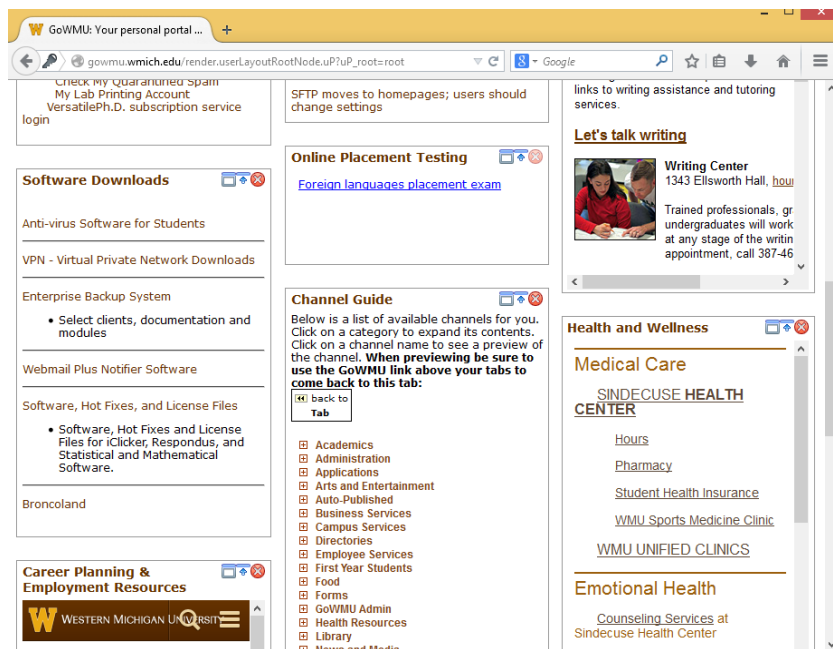 GoWMU: Your personal portal ...
gowmu.wmich.edu/render.userLayoutRootNode.uP?uP_root=root
Google
Check My Quarantined Spam
My Lab Printing Account
VersatilePh.D. subscription service
login
Software Downloads
Anti-virus Software for Students
VPN - Virtual Private Network Downloads
Enterprise Backup System
• Select clients, documentation and
modules
Webmail Plus Notifier Software
Software, Hot Fixes, and License Files
• Software, Hot Fixes and License
Files for iClicker, Respondus, and
Statistical and Mathematical
Software.
Broncoland
Career Planning &
Employment Resources
W WESTERN MICHIGAN UNIVERSITY
SFTP moves to homepages; users should
change settings
Online Placement Testing
Foreign languages placement exam
Channel Guide
Below is a list of available channels for you.
Click on a category to expand its contents.
Click on a channel name to see a preview of
the channel. When previewing be sure to
use the GoWMU link above your tabs to
come back to this tab:
back to
Tab
Academics
Administration
Applications
Arts and Entertainment
Auto-Published
Business Services
Campus Services
Directories
Employee Services
First Year Students
Food
Forms
GoWMU Admin
Health Resources
Library
News and Media
links to writing assistance and tutoring
services.
Let's talk writing
Writing Center
1343 Ellsworth Hall, hour
Trained professionals, gr
undergraduates will work
at any stage of the writin
appointment, call 387-46
Health and Wellness
Medical Care
SINDECUSE HEALTH
CENTER
Hours
Pharmacy
Student Health Insurance
WMU Sports Medicine Clinic
WMU UNIFIED CLINICS
Emotional Health
Counseling Services at
Sindecuse Health Center